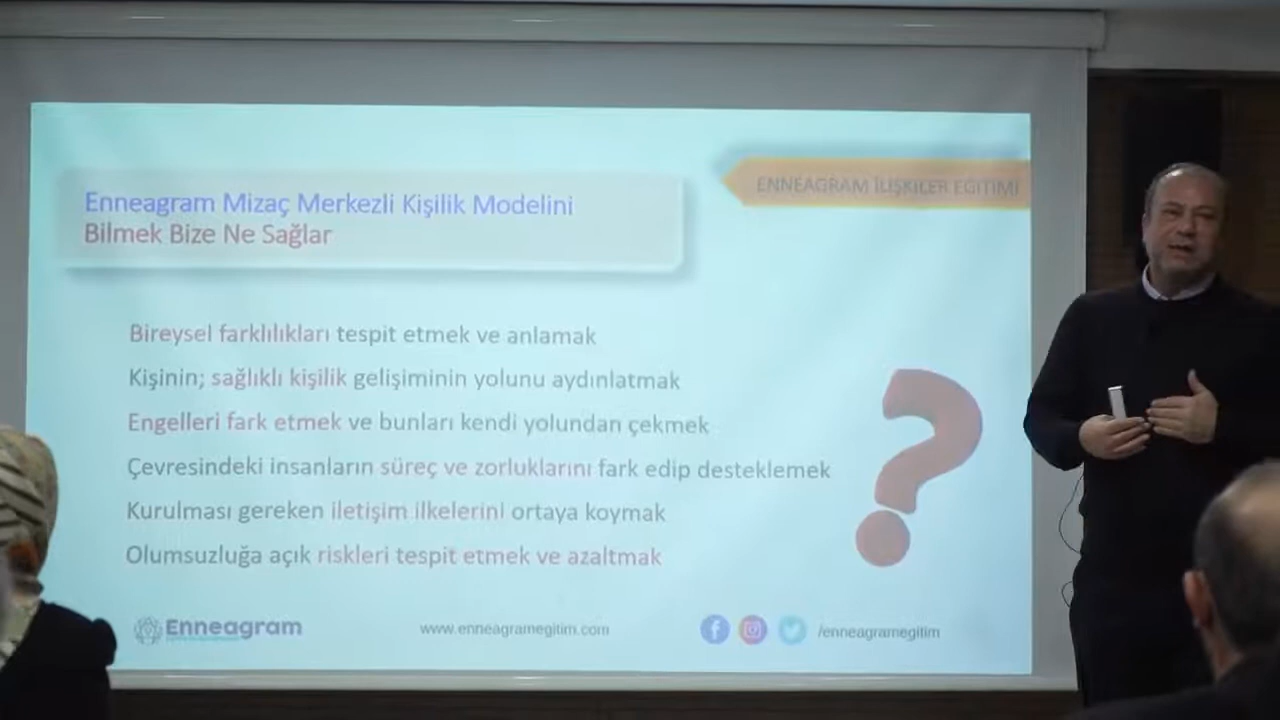 ENNEAGRAM İLİŞKİLER EĞİTİMİ
Enneagram Mizaç Merkezli Kişilik Modelini
Bilmek Bize Ne Sağlar
Bireysel farklılıkları tespit etmek ve anlamak
Kişinin; sağlıklı kişilik gelişiminin yolunu aydınlatmak
Engelleri fark etmek ve bunları kendi yolundan çekmek
Çevresindeki insanların süreç ve zorluklarını fark edip desteklemek
Kurulması gereken iletişim ilkelerini ortaya koymak
Olumsuzluğa açık riskleri tespit etmek ve azaltmak
?
Enneagram
www.enneagramegitim.com
/enneagramegitim